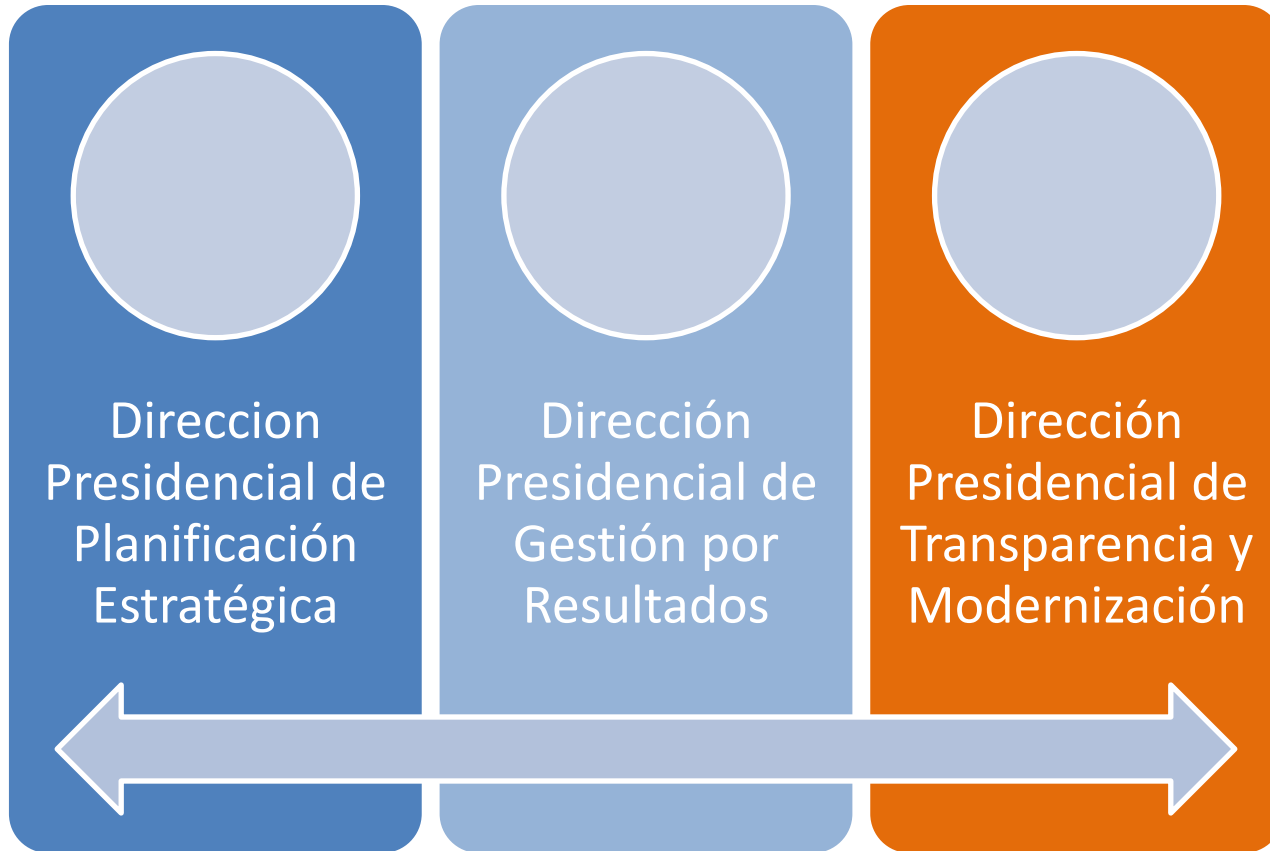 Direccion
Presidencial de
Planificación
Estratégica
Dirección
Presidencial de
Gestión por
Resultados
Dirección
Presidencial de
Transparencia y
Modernización